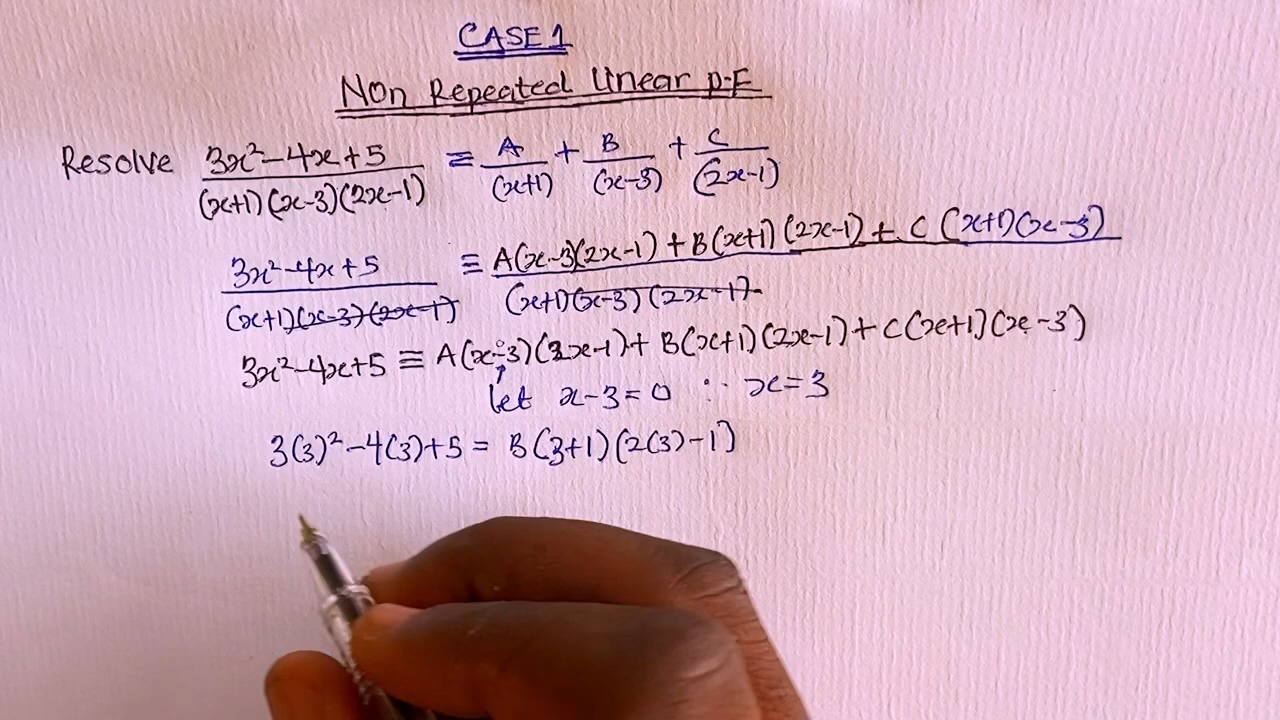 CASE 1
Non Repeated Linear P.F
Resolve (3x²-4x+5)/((x+1)(x-3)(2x-1)) ≡ A/(x+1) + B/(x-3) + C/(2x-1)
(3x²-4x+5)/((x+1)(x-3)(2x-1)) ≡ (A(x-3)(2x-1) + B(x+1)(2x-1) + C(x+1)(x-3))/((x+1)(x-3)(2x-1)
3x²-4x+5 ≡ A(x-3)(2x-1) + B(x+1)(2x-1) + C(x+1)(x-3)
let x-3=0 ∴ x=3
3(3)²-4(3)+5 = B(3+1)(2(3)-1)